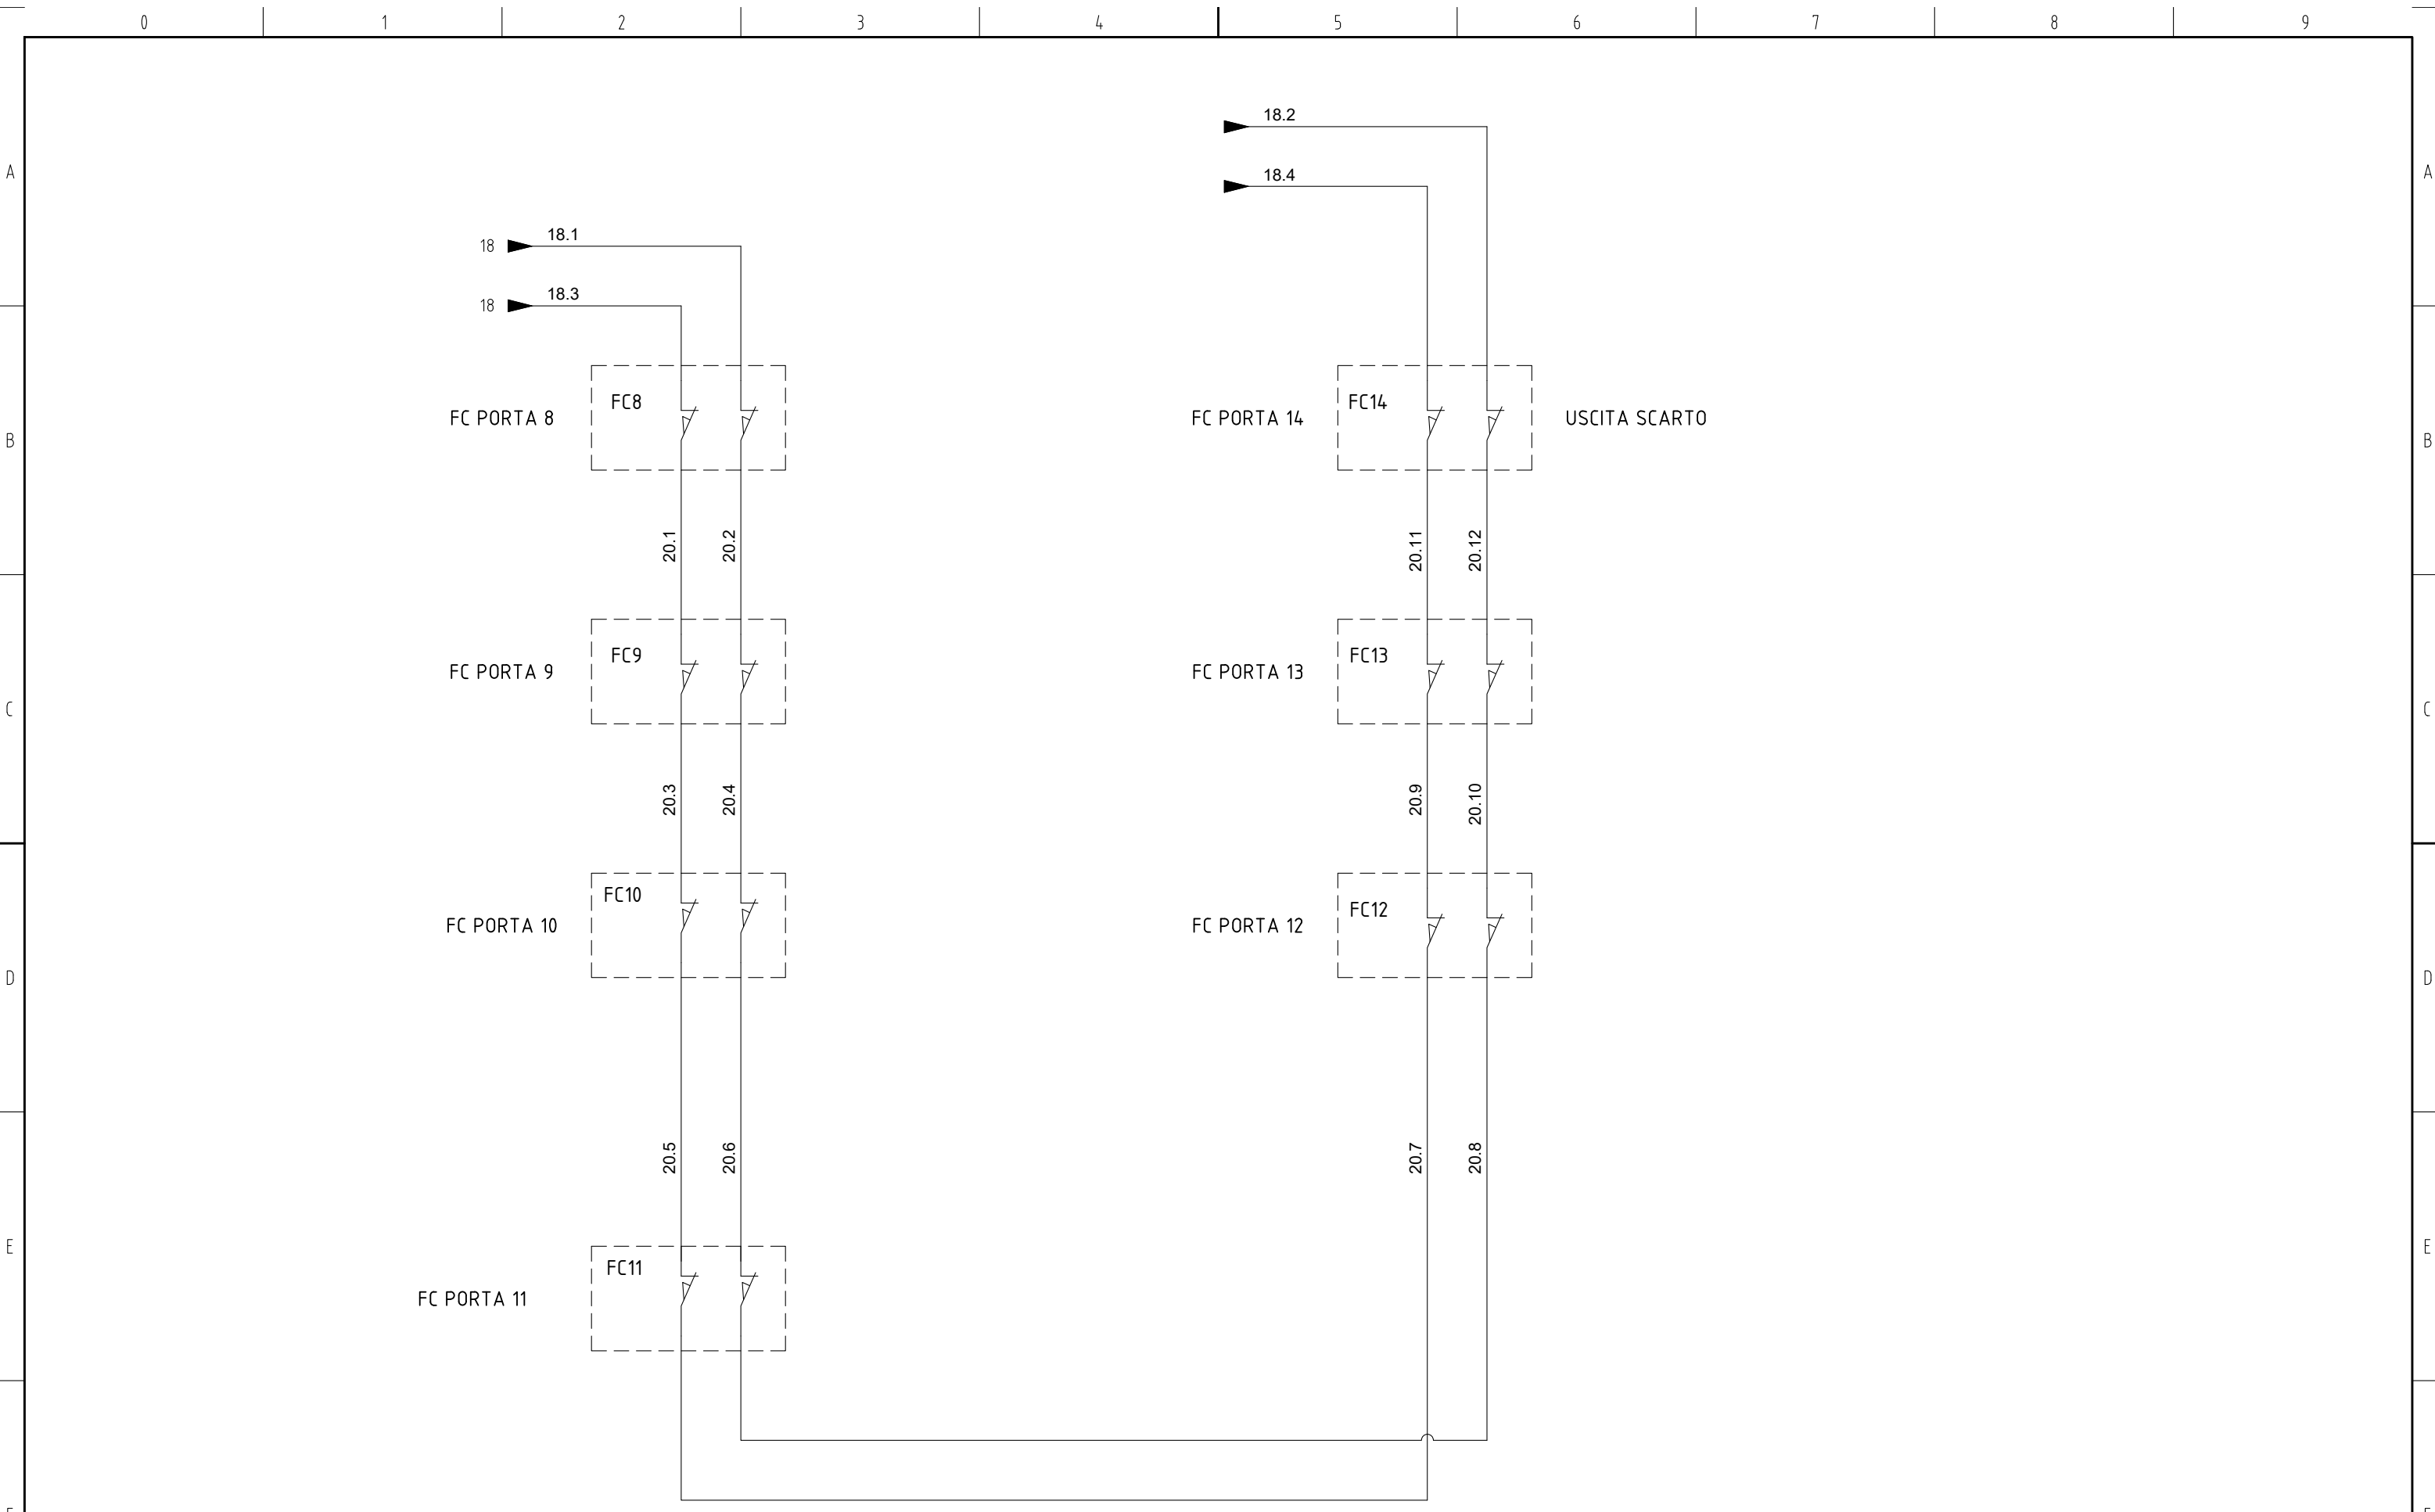 0 1 2 3 4 5 6 7 8 9
18.2
A A
18.4
18 18.1
18 18.3
FC8
FC PORTA 8
FC14
FC PORTA 14 USCITA SCARTO
B B
20.1 20.2 20.11 20.12
FC9
FC PORTA 9
FC13
FC PORTA 13
C C
20.3 20.4 20.9 20.10
FC10
FC PORTA 10
FC12
FC PORTA 12
D D
20.5 20.6 20.7 20.8
E E
FC11
FC PORTA 11